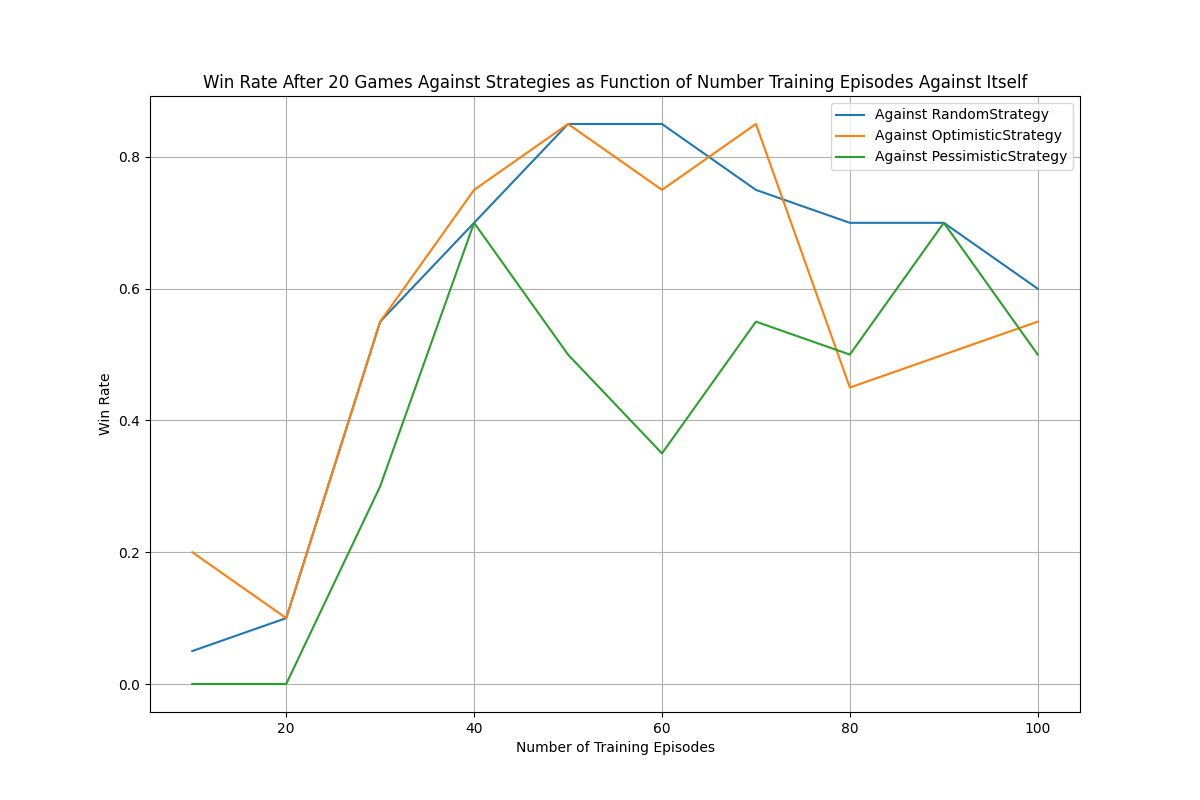 Win Rate After 20 Games Against Strategies as Function of Number Training Episodes Against Itself
Against RandomStrategy
Against OptimisticStrategy
Against PessimisticStrategy
0.8
0.6
0.4
0.2
0.0
Win Rate
20 40 60 80 100
Number of Training Episodes